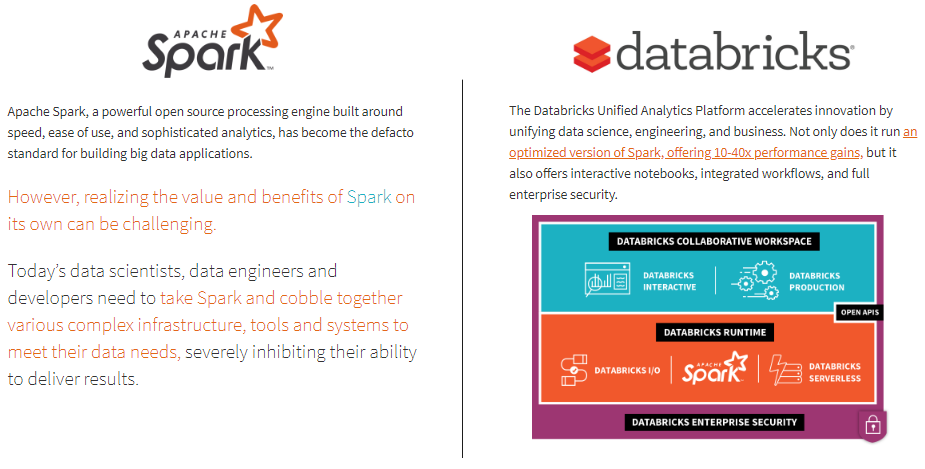 APACHE
Spark™
Apache Spark, a powerful open source processing engine built around
speed, ease of use, and sophisticated analytics, has become the defacto
standard for building big data applications.
However, realizing the value and benefits of Spark on
its own can be challenging.
Today’s data scientists, data engineers and
developers need to take Spark and cobble together
various complex infrastructure, tools and systems to
meet their data needs, severely inhibiting their ability
to deliver results.
databricks®
The Databricks Unified Analytics Platform accelerates innovation by
unifying data science, engineering, and business. Not only does it run an
optimized version of Spark, offering 10-40x performance gains, but it
also offers interactive notebooks, integrated workflows, and full
enterprise security.
DATABRICKS COLLABORATIVE WORKSPACE
DATABRICKS
INTERACTIVE
DATABRICKS
PRODUCTION
OPEN APIS
DATABRICKS RUNTIME
DATABRICKS I/O
APACHE
Spark
DATABRICKS
SERVERLESS
DATABRICKS ENTERPRISE SECURITY